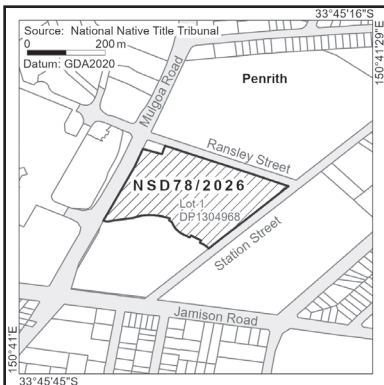 33°45'16"S
Source: National Native Title Tribunal
0 200 m
Datum: GDA2020
150°41'29"E
Mulgoa Road
Penrith
Ransley Street
NSD78/2026
Lot 1
DP1304968
Station Street
Jamison Road
150°41'E
33°45'45"S